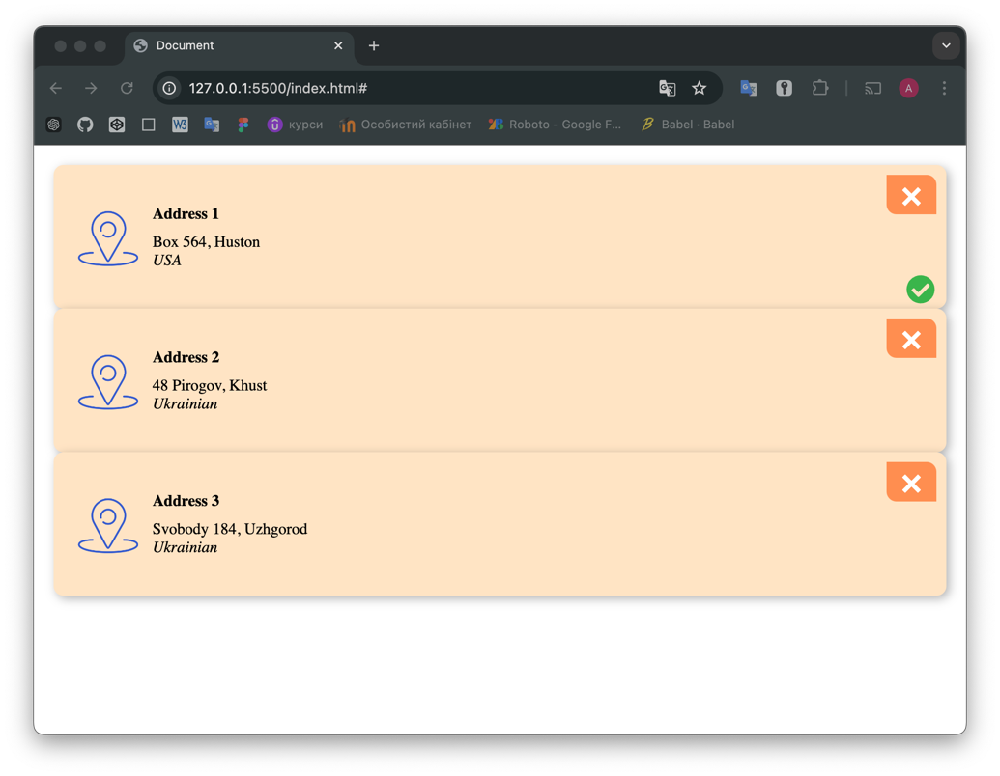 Document
127.0.0.1:5500/index.html#
A
W3
курси
Особистий кабінет
Roboto - Google F...
Babel · Babel
Address 1
Box 564, Huston
USA
Address 2
48 Pirogov, Khust
Ukrainian
Address 3
Svobody 184, Uzhgorod
Ukrainian